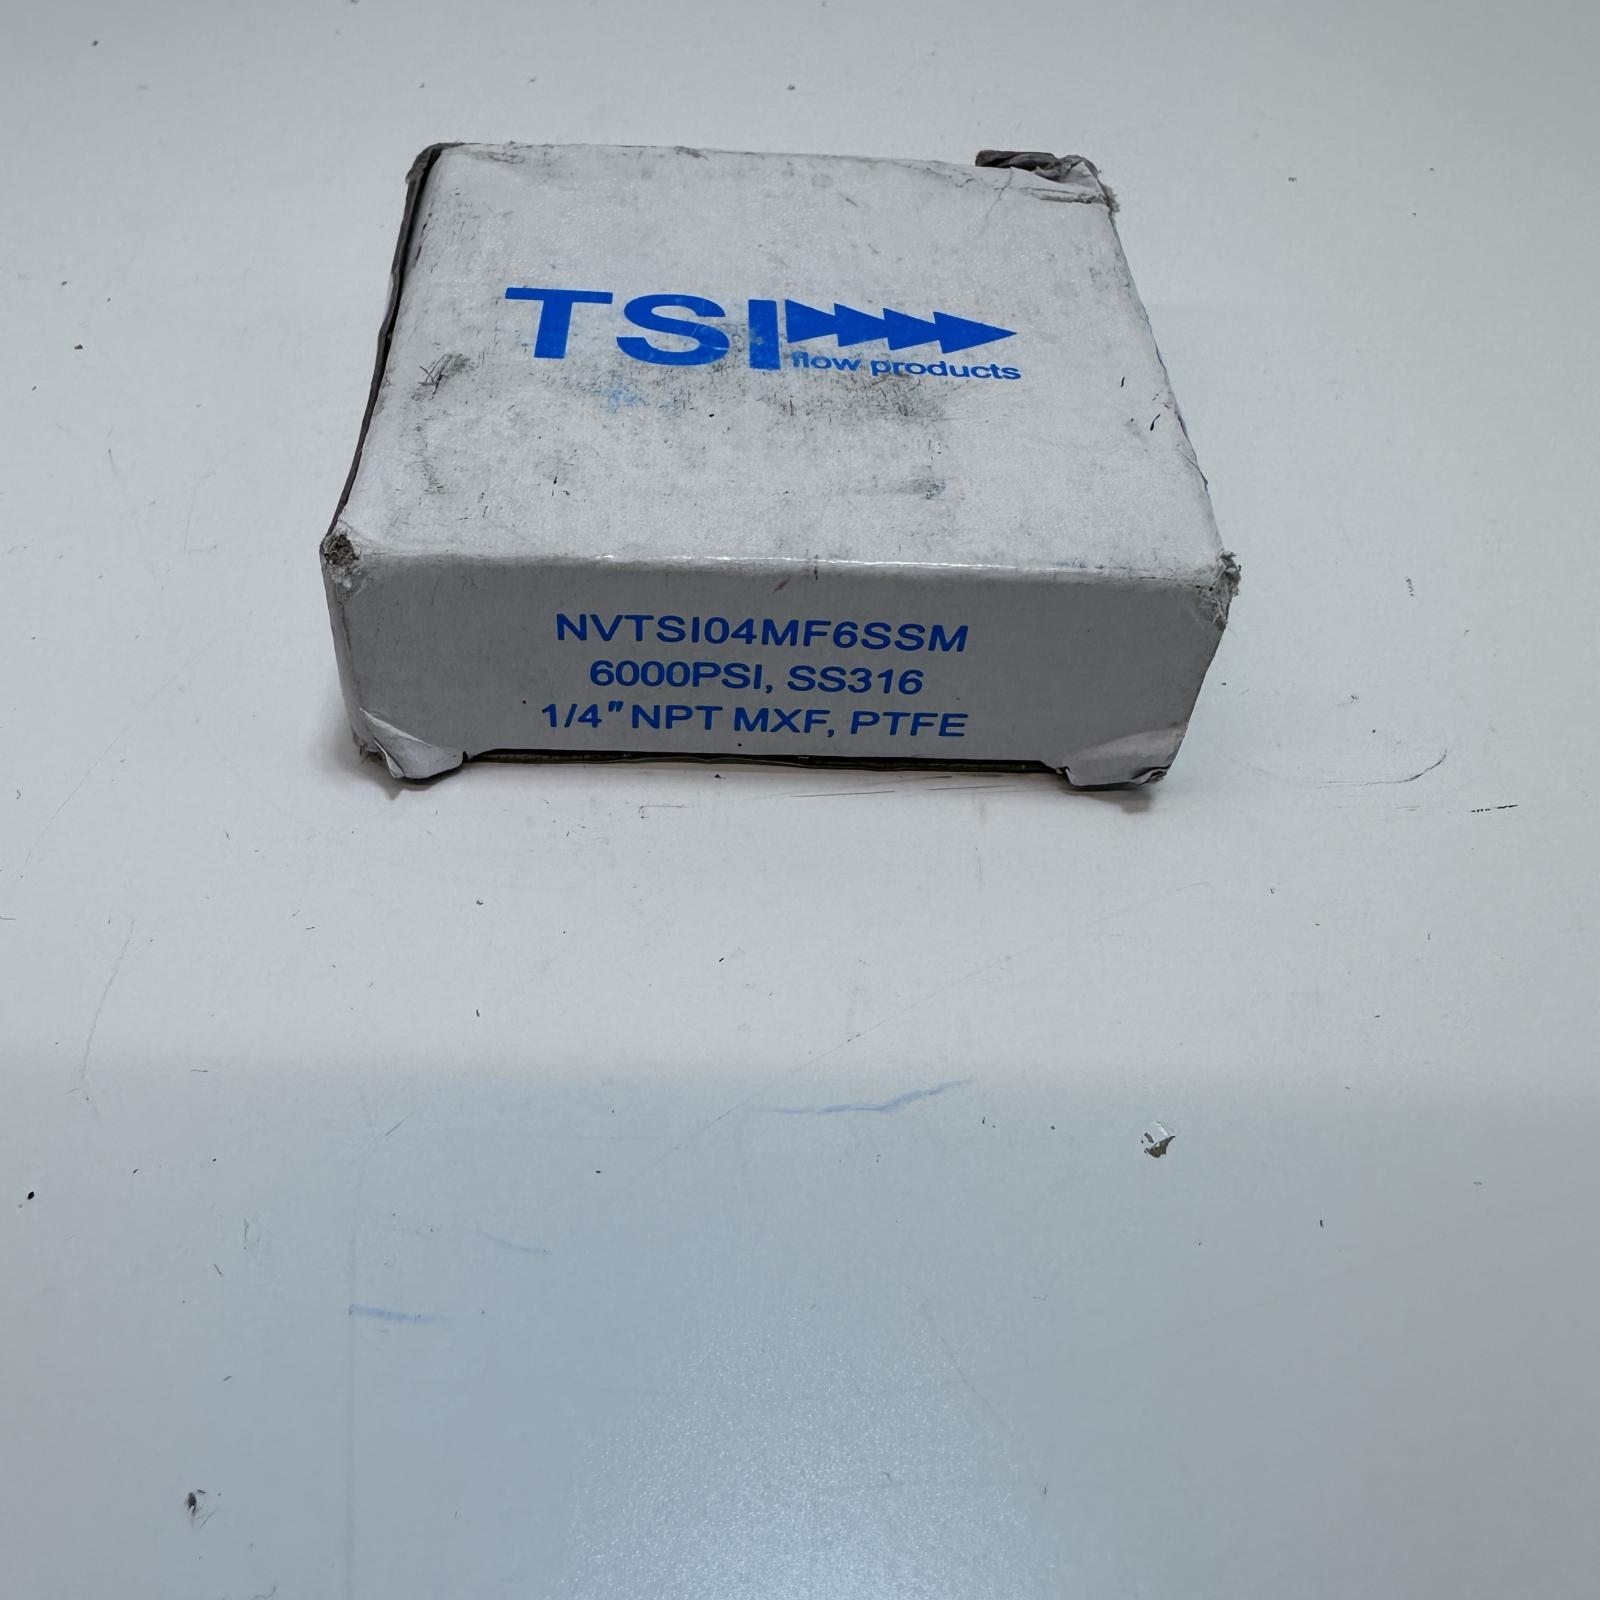 TSI
flow products
NVTSI04MF6SSM
6000PSI, SS316
1/4" NPT MXF, PTFE